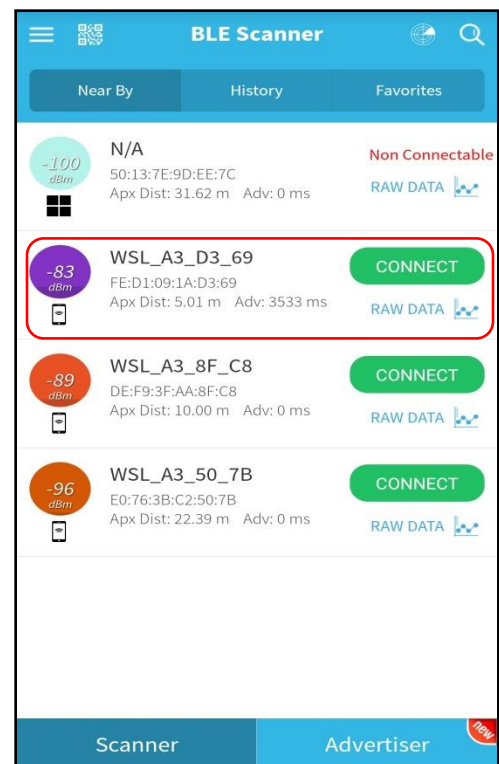 BLE Scanner
Near By History Favorites
-100 dBm
N/A
50:13:7E:9D:EE:7C
Apx Dist: 31.62 m Adv: 0 ms
Non Connectable
RAW DATA
-83 dBm
WSL_A3_D3_69
FE:D1:09:1A:D3:69
Apx Dist: 5.01 m Adv: 3533 ms
CONNECT
RAW DATA
-89 dBm
WSL_A3_8F_C8
DE:F9:3F:AA:8F:C8
Apx Dist: 10.00 m Adv: 0 ms
CONNECT
RAW DATA
-96 dBm
WSL_A3_50_7B
E0:76:3B:C2:50:7B
Apx Dist: 22.39 m Adv: 0 ms
CONNECT
RAW DATA
Scanner Advertiser new